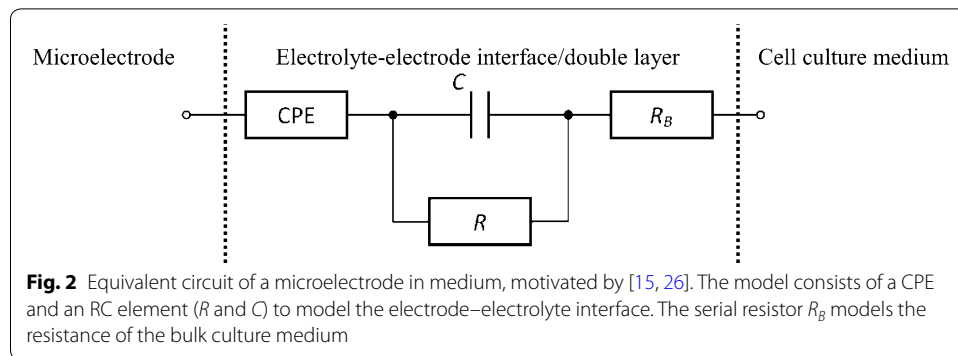 Microelectrode
Electrolyte-electrode interface/double layer
Cell culture medium
C
CPE
R_B
R
Fig. 2 Equivalent circuit of a microelectrode in medium, motivated by [15, 26]. The model consists of a CPE
and an RC element (R and C) to model the electrode–electrolyte interface. The serial resistor R_B models the
resistance of the bulk culture medium